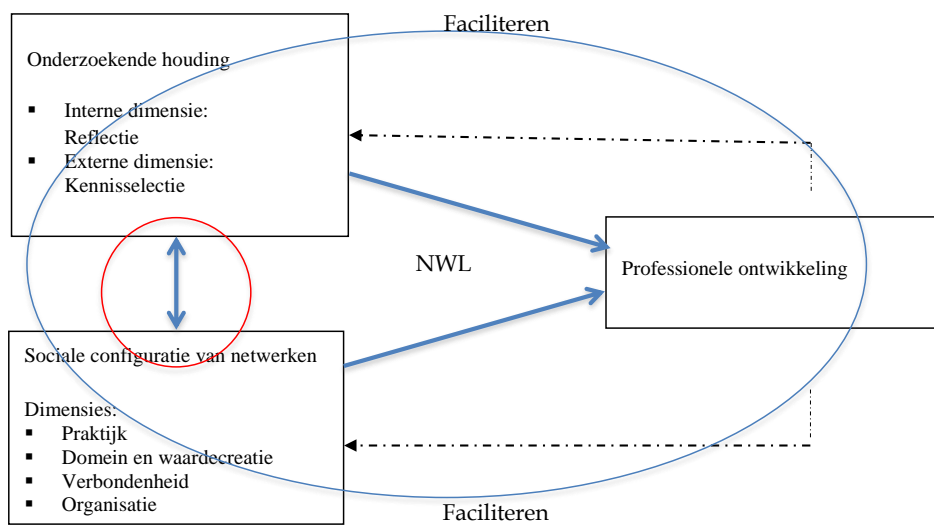 Faciliteren
Onderzoekende houding
▪ Interne dimensie:
Reflectie
▪ Externe dimensie:
Kennisselectie
NWL
Professionele ontwikkeling
Sociale configuratie van netwerken
Dimensies:
▪ Praktijk
▪ Domein en waardecreatie
▪ Verbondenheid
▪ Organisatie
Faciliteren